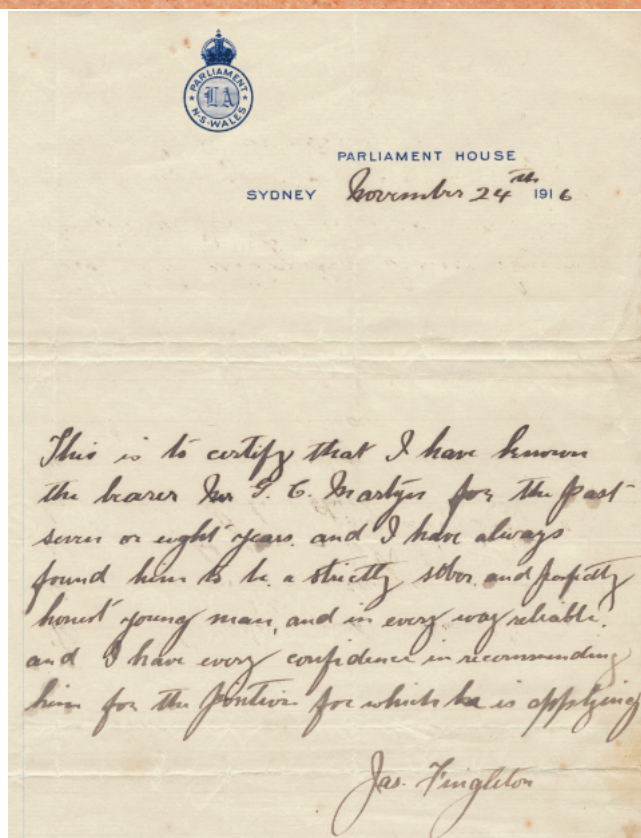 PARLIAMENT
LA
N·S·WALES
PARLIAMENT HOUSE
SYDNEY November 24th 1916
This is to certify that I have known
the bearer Mr G. C. Martyn for the past
seven or eight years. and I have always
found him to be a strictly sober and perfectly
honest young man, and in every way reliable.
and I have every confidence in recommending
him for the position for which he is applying
Jas. Fingleton